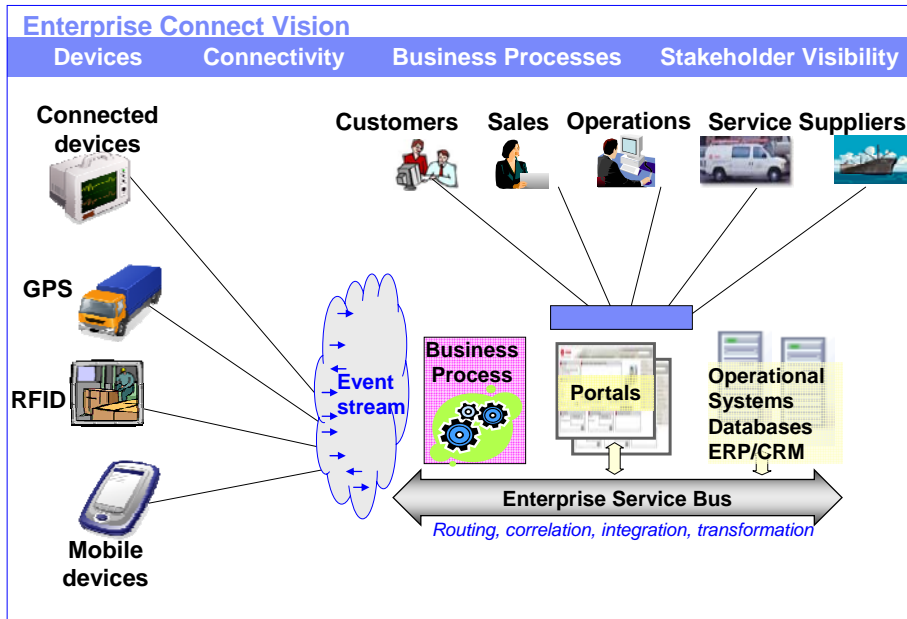 Enterprise Connect Vision
Devices Connectivity Business Processes Stakeholder Visibility
Connected
devices
Customers Sales Operations Service Suppliers
GPS
RFID
Mobile
devices
Event
stream
Business
Process
Portals
Operational
Systems
Databases
ERP/CRM
Enterprise Service Bus
Routing, correlation, integration, transformation